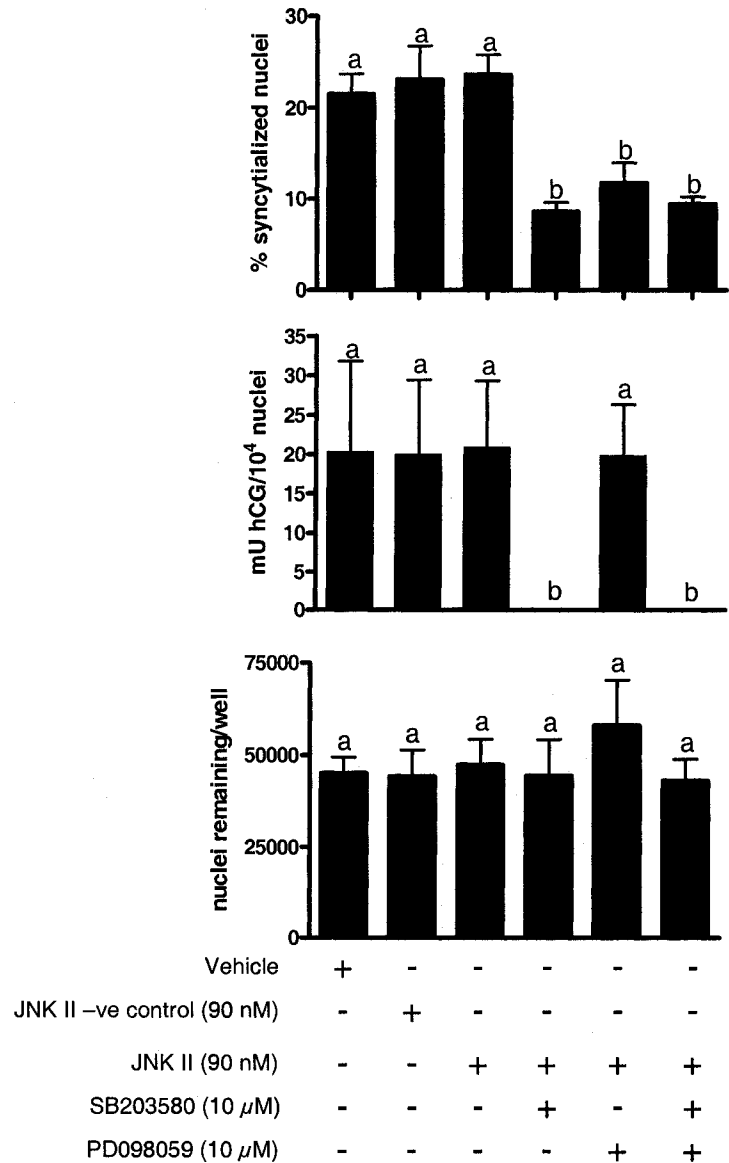 % syncytialized nuclei
30
20
10
0
a a a b b b
mU hCG/10⁴ nuclei
35
30
25
20
15
10
5
0
a a a b a b
nuclei remaining/well
75000
50000
25000
0
a a a a a a
Vehicle + - - - - -
JNK II –ve control (90 nM) - + - - - -
JNK II (90 nM) - - + + + +
SB203580 (10 µM) - - - + - +
PD098059 (10 µM) - - - - + +